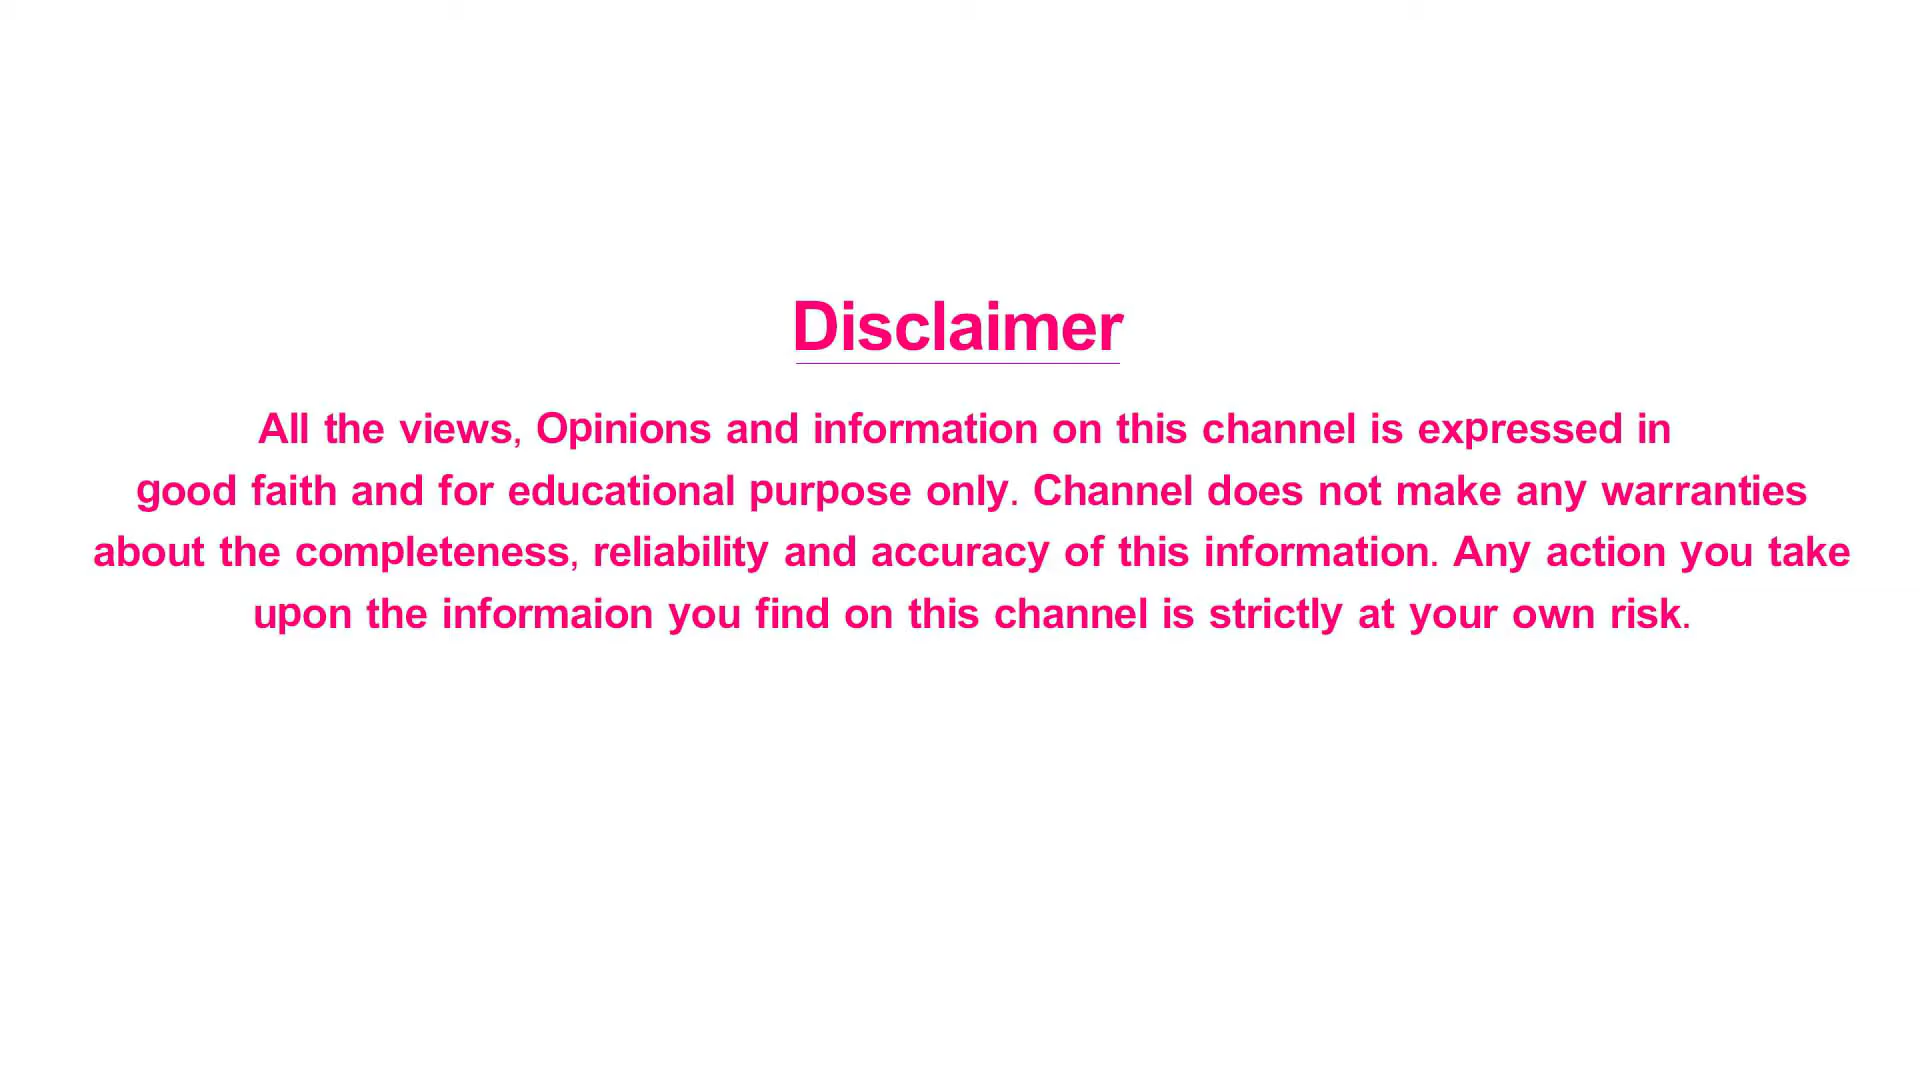 Disclaimer
All the views, Opinions and information on this channel is expressed in
good faith and for educational purpose only. Channel does not make any warranties
about the completeness, reliability and accuracy of this information. Any action you take
upon the informaion you find on this channel is strictly at your own risk.